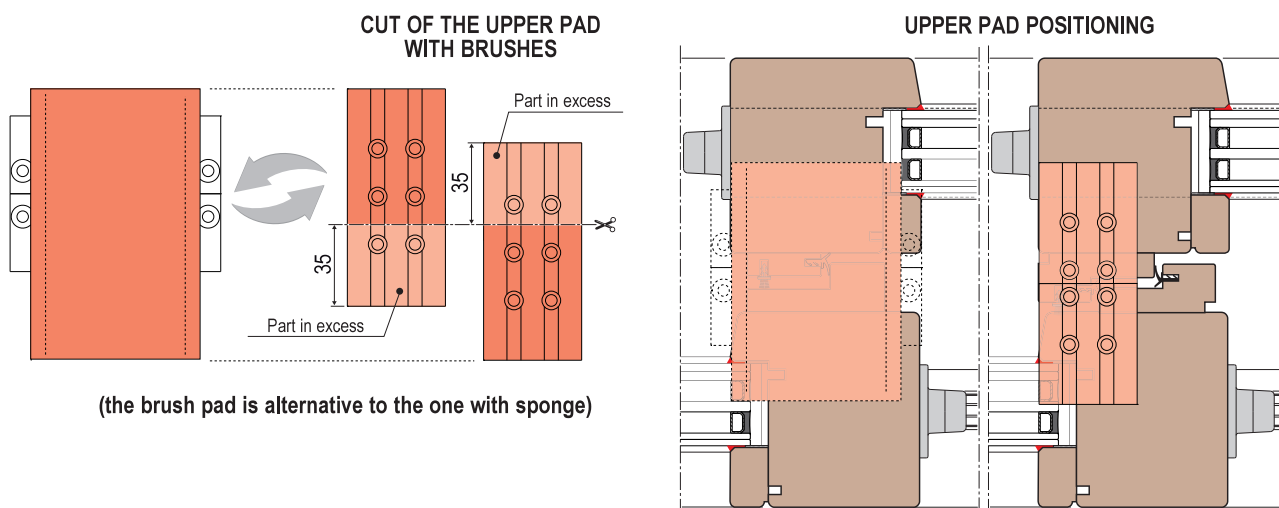 CUT OF THE UPPER PAD
WITH BRUSHES
UPPER PAD POSITIONING
Part in excess
35
35
Part in excess
(the brush pad is alternative to the one with sponge)